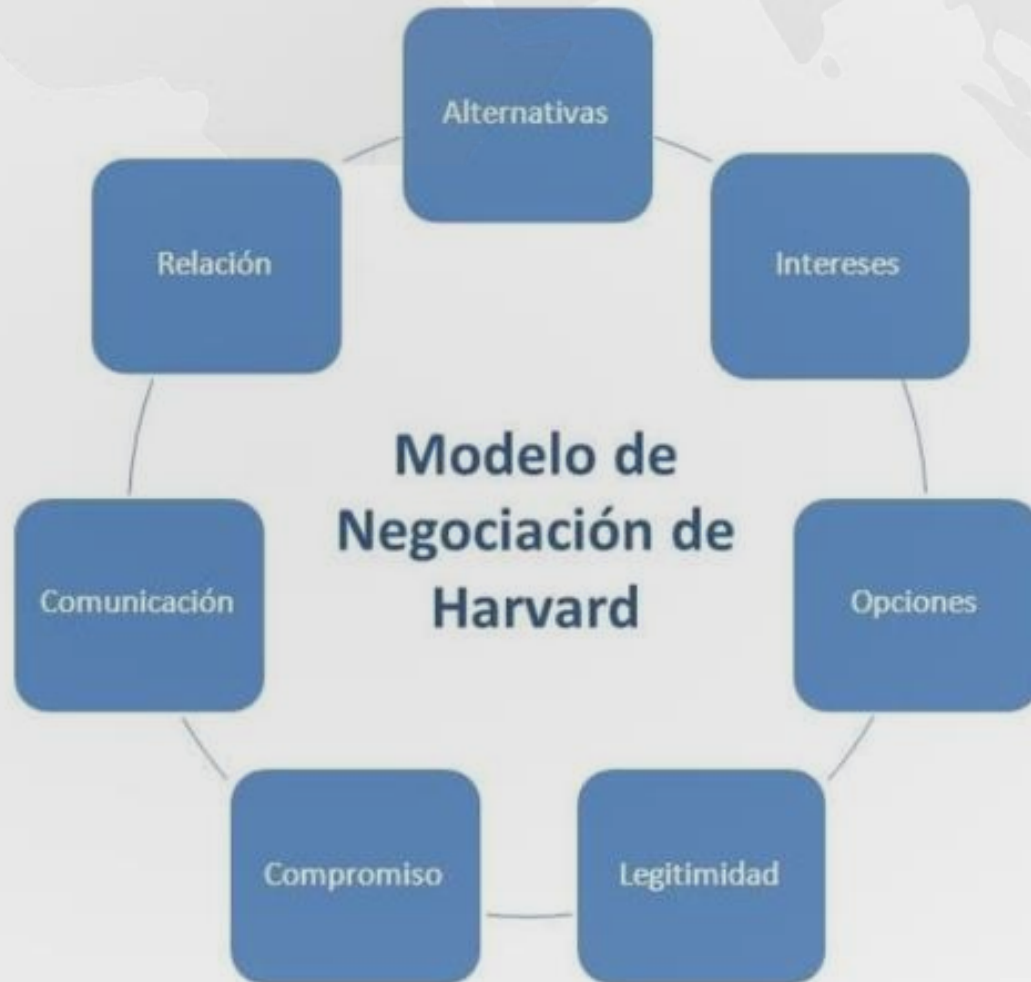 Alternativas
Relación
Intereses
Modelo de
Negociación de
Harvard
Comunicación
Opciones
Compromiso
Legitimidad